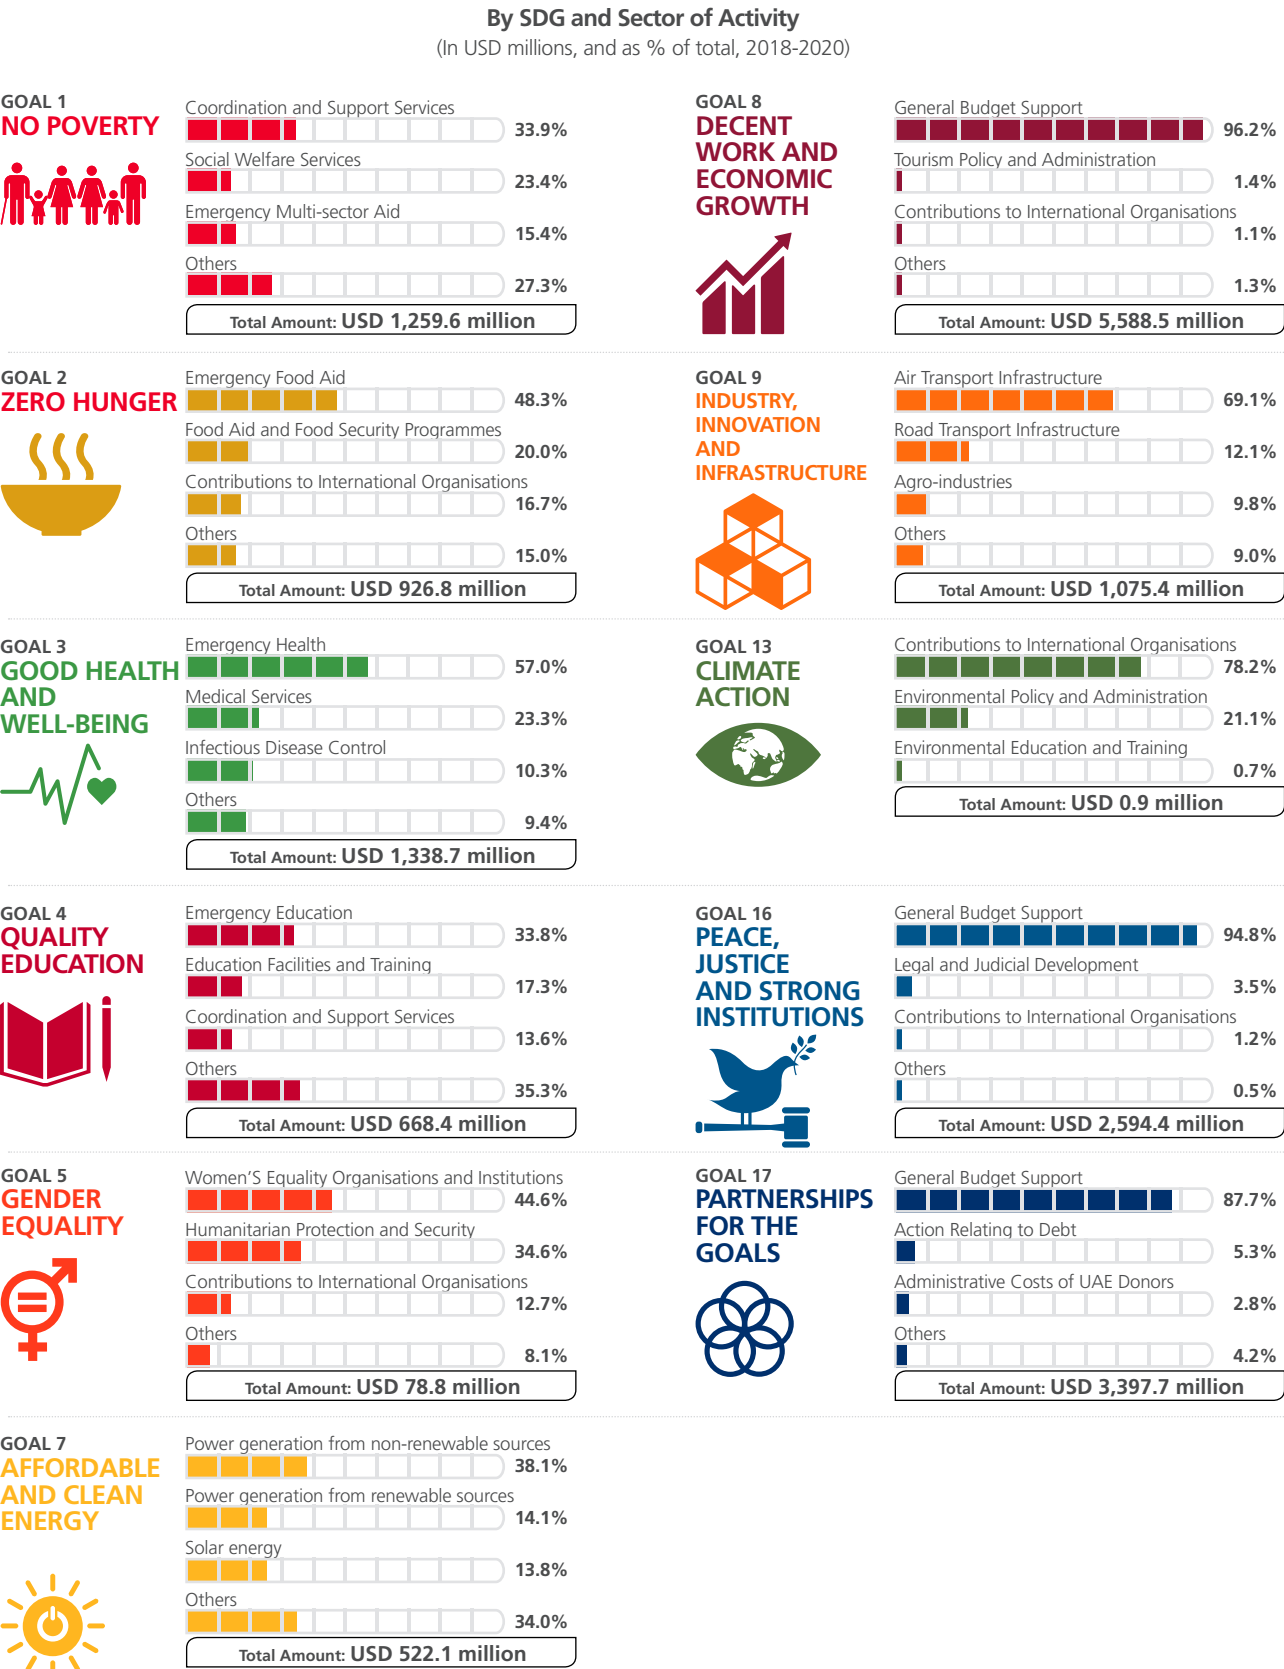 By SDG and Sector of Activity
(In USD millions, and as % of total, 2018-2020)
GOAL 1
NO POVERTY
Coordination and Support Services
33.9%
Social Welfare Services
23.4%
Emergency Multi-sector Aid
15.4%
Others
27.3%
Total Amount: USD 1,259.6 million
GOAL 2
ZERO HUNGER
Emergency Food Aid
48.3%
Food Aid and Food Security Programmes
20.0%
Contributions to International Organisations
16.7%
Others
15.0%
Total Amount: USD 926.8 million
GOAL 3
GOOD HEALTH
AND
WELL-BEING
Emergency Health
57.0%
Medical Services
23.3%
Infectious Disease Control
10.3%
Others
9.4%
Total Amount: USD 1,338.7 million
GOAL 4
QUALITY
EDUCATION
Emergency Education
33.8%
Education Facilities and Training
17.3%
Coordination and Support Services
13.6%
Others
35.3%
Total Amount: USD 668.4 million
GOAL 5
GENDER
EQUALITY
Women'S Equality Organisations and Institutions
44.6%
Humanitarian Protection and Security
34.6%
Contributions to International Organisations
12.7%
Others
8.1%
Total Amount: USD 78.8 million
GOAL 7
AFFORDABLE
AND CLEAN
ENERGY
Power generation from non-renewable sources
38.1%
Power generation from renewable sources
14.1%
Solar energy
13.8%
Others
34.0%
Total Amount: USD 522.1 million
GOAL 8
DECENT
WORK AND
ECONOMIC
GROWTH
General Budget Support
96.2%
Tourism Policy and Administration
1.4%
Contributions to International Organisations
1.1%
Others
1.3%
Total Amount: USD 5,588.5 million
GOAL 9
INDUSTRY,
INNOVATION
AND
INFRASTRUCTURE
Air Transport Infrastructure
69.1%
Road Transport Infrastructure
12.1%
Agro-industries
9.8%
Others
9.0%
Total Amount: USD 1,075.4 million
GOAL 13
CLIMATE
ACTION
Contributions to International Organisations
78.2%
Environmental Policy and Administration
21.1%
Environmental Education and Training
0.7%
Total Amount: USD 0.9 million
GOAL 16
PEACE,
JUSTICE
AND STRONG
INSTITUTIONS
General Budget Support
94.8%
Legal and Judicial Development
3.5%
Contributions to International Organisations
1.2%
Others
0.5%
Total Amount: USD 2,594.4 million
GOAL 17
PARTNERSHIPS
FOR THE
GOALS
General Budget Support
87.7%
Action Relating to Debt
5.3%
Administrative Costs of UAE Donors
2.8%
Others
4.2%
Total Amount: USD 3,397.7 million